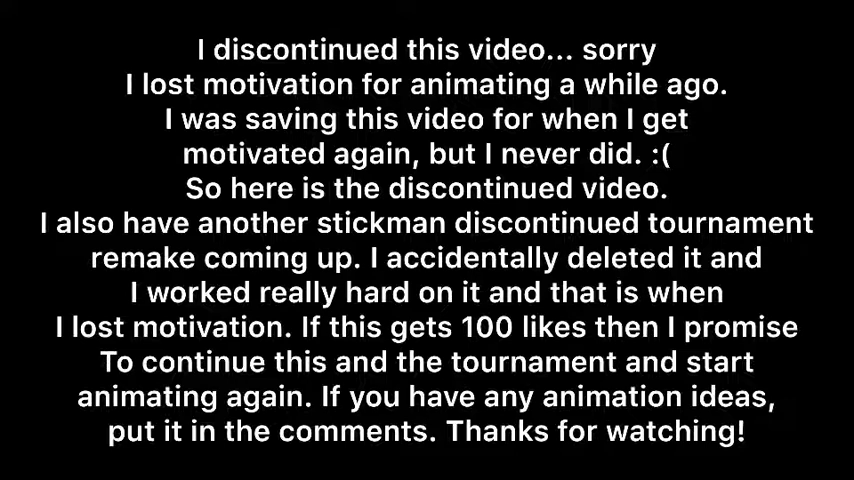 I discontinued this video... sorry
I lost motivation for animating a while ago.
I was saving this video for when I get
motivated again, but I never did. :(
So here is the discontinued video.
I also have another stickman discontinued tournament
remake coming up. I accidentally deleted it and
I worked really hard on it and that is when
I lost motivation. If this gets 100 likes then I promise
To continue this and the tournament and start
animating again. If you have any animation ideas,
put it in the comments. Thanks for watching!